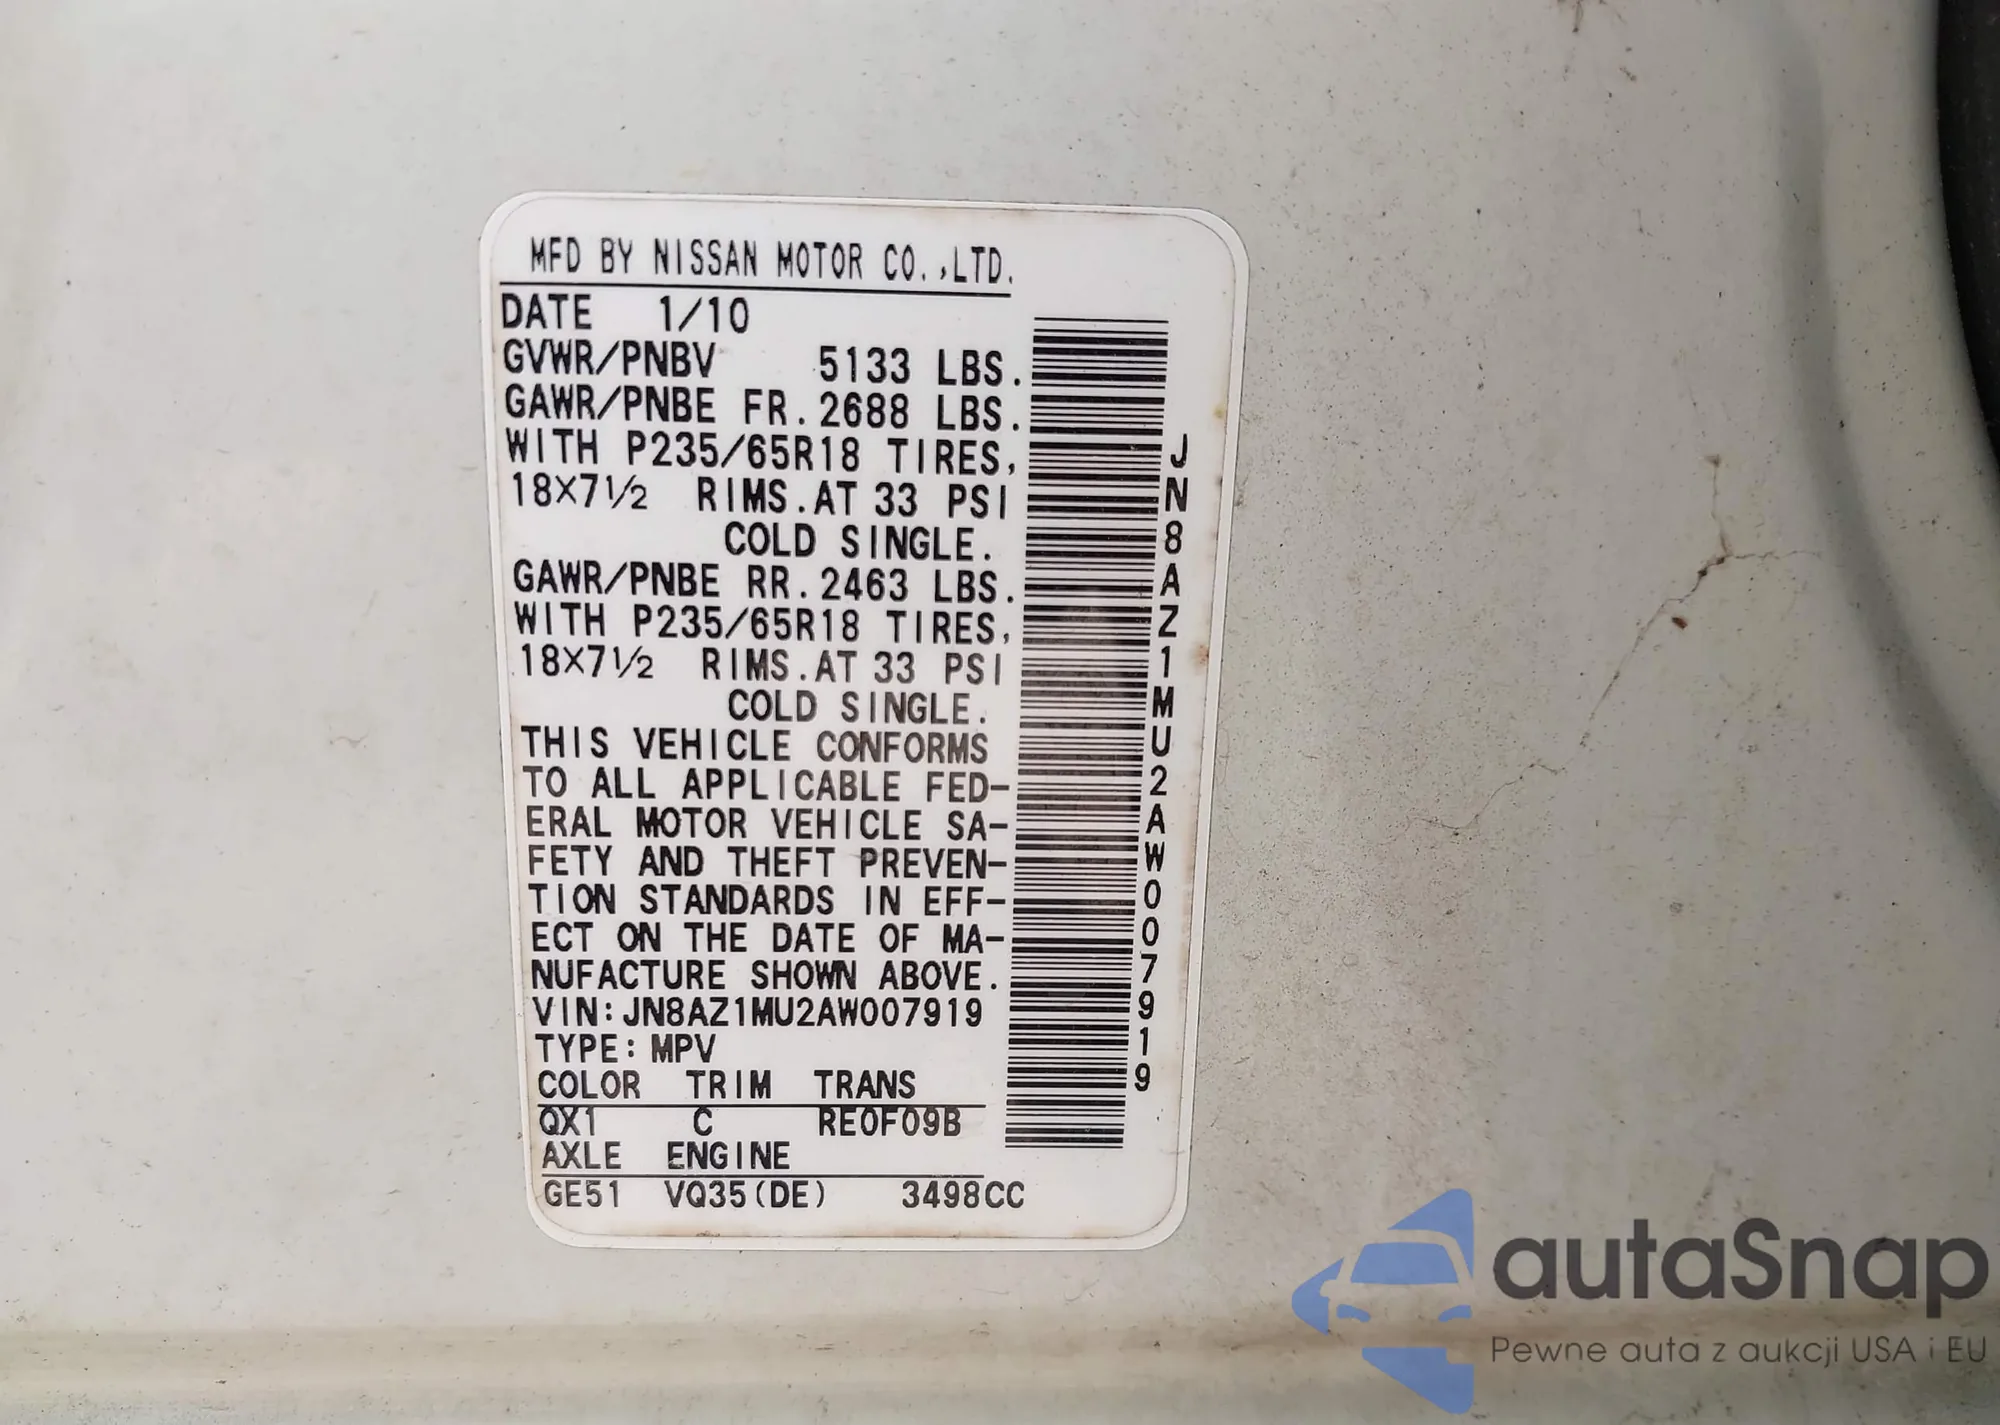 MFD BY NISSAN MOTOR CO.,LTD.
DATE 1/10
GVWR/PNBV 5133 LBS.
GAWR/PNBE FR. 2688 LBS.
WITH P235/65R18 TIRES,
18×7½ RIMS. AT 33 PSI
COLD SINGLE.
GAWR/PNBE RR. 2463 LBS.
WITH P235/65R18 TIRES,
18×7½ RIMS. AT 33 PSI
COLD SINGLE.
THIS VEHICLE CONFORMS
TO ALL APPLICABLE FED-
ERAL MOTOR VEHICLE SA-
FETY AND THEFT PREVEN-
TION STANDARDS IN EFF-
ECT ON THE DATE OF MA-
NUFACTURE SHOWN ABOVE.
VIN:JN8AZ1MU2AW007919
TYPE:MPV
COLOR TRIM TRANS
QX1 C RE0F09B
AXLE ENGINE
GE51 VQ35(DE) 3498CC
JN8AZ1MU2AW007919
autaSnap
Pewne auta z aukcji USA i EU